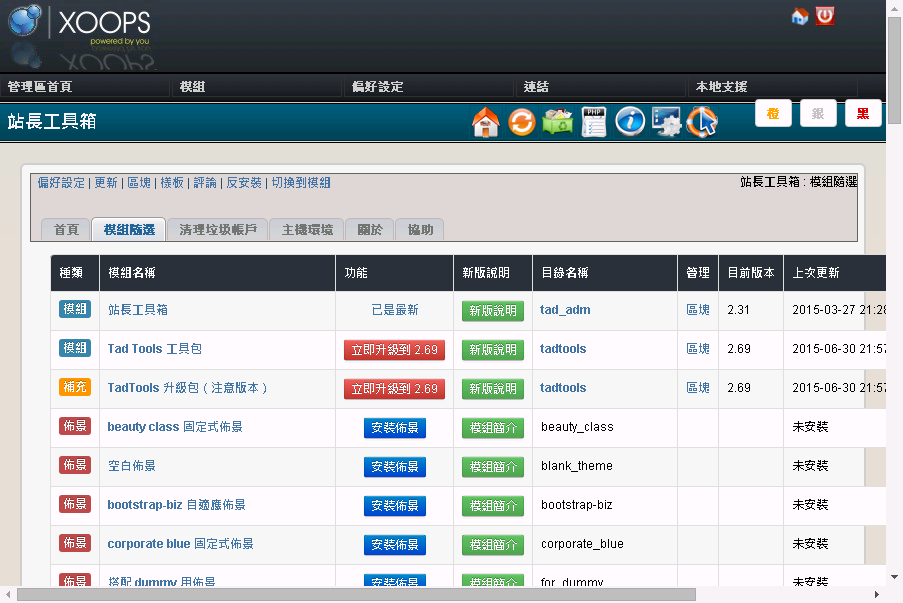 XOOPS
powered by you
管理區首頁 模組 偏好設定 連結 本地支援
站長工具箱 PHP 橙 銀 黑
偏好設定 | 更新 | 區塊 | 樣板 | 評論 | 反安裝 | 切換到模組 站長工具箱 : 模組篩選
首頁 模組篩選 清理垃圾帳戶 主機環境 關於 協助
種類 模組名稱 功能 新版說明 目錄名稱 管理 目前版本 上次更新
模組 站長工具箱 已是最新 新版說明 tad_adm 區塊 2.31 2015-03-27 21:28
模組 Tad Tools 工具包 立即升級到 2.69 新版說明 tadtools 區塊 2.69 2015-06-30 21:57
補充 TadTools 升級包 ( 注意版本 ) 立即升級到 2.69 新版說明 tadtools 區塊 2.69 2015-06-30 21:57
佈景 beauty class 固定式佈景 安裝佈景 模組簡介 beauty_class 未安裝
佈景 空白佈景 安裝佈景 模組簡介 blank_theme 未安裝
佈景 bootstrap-biz 自適應佈景 安裝佈景 模組簡介 bootstrap-biz 未安裝
佈景 corporate blue 固定式佈景 安裝佈景 模組簡介 corporate_blue 未安裝
佈景 搭配 dummy 用佈景 安裝佈景 模組簡介 for_dummy 未安裝